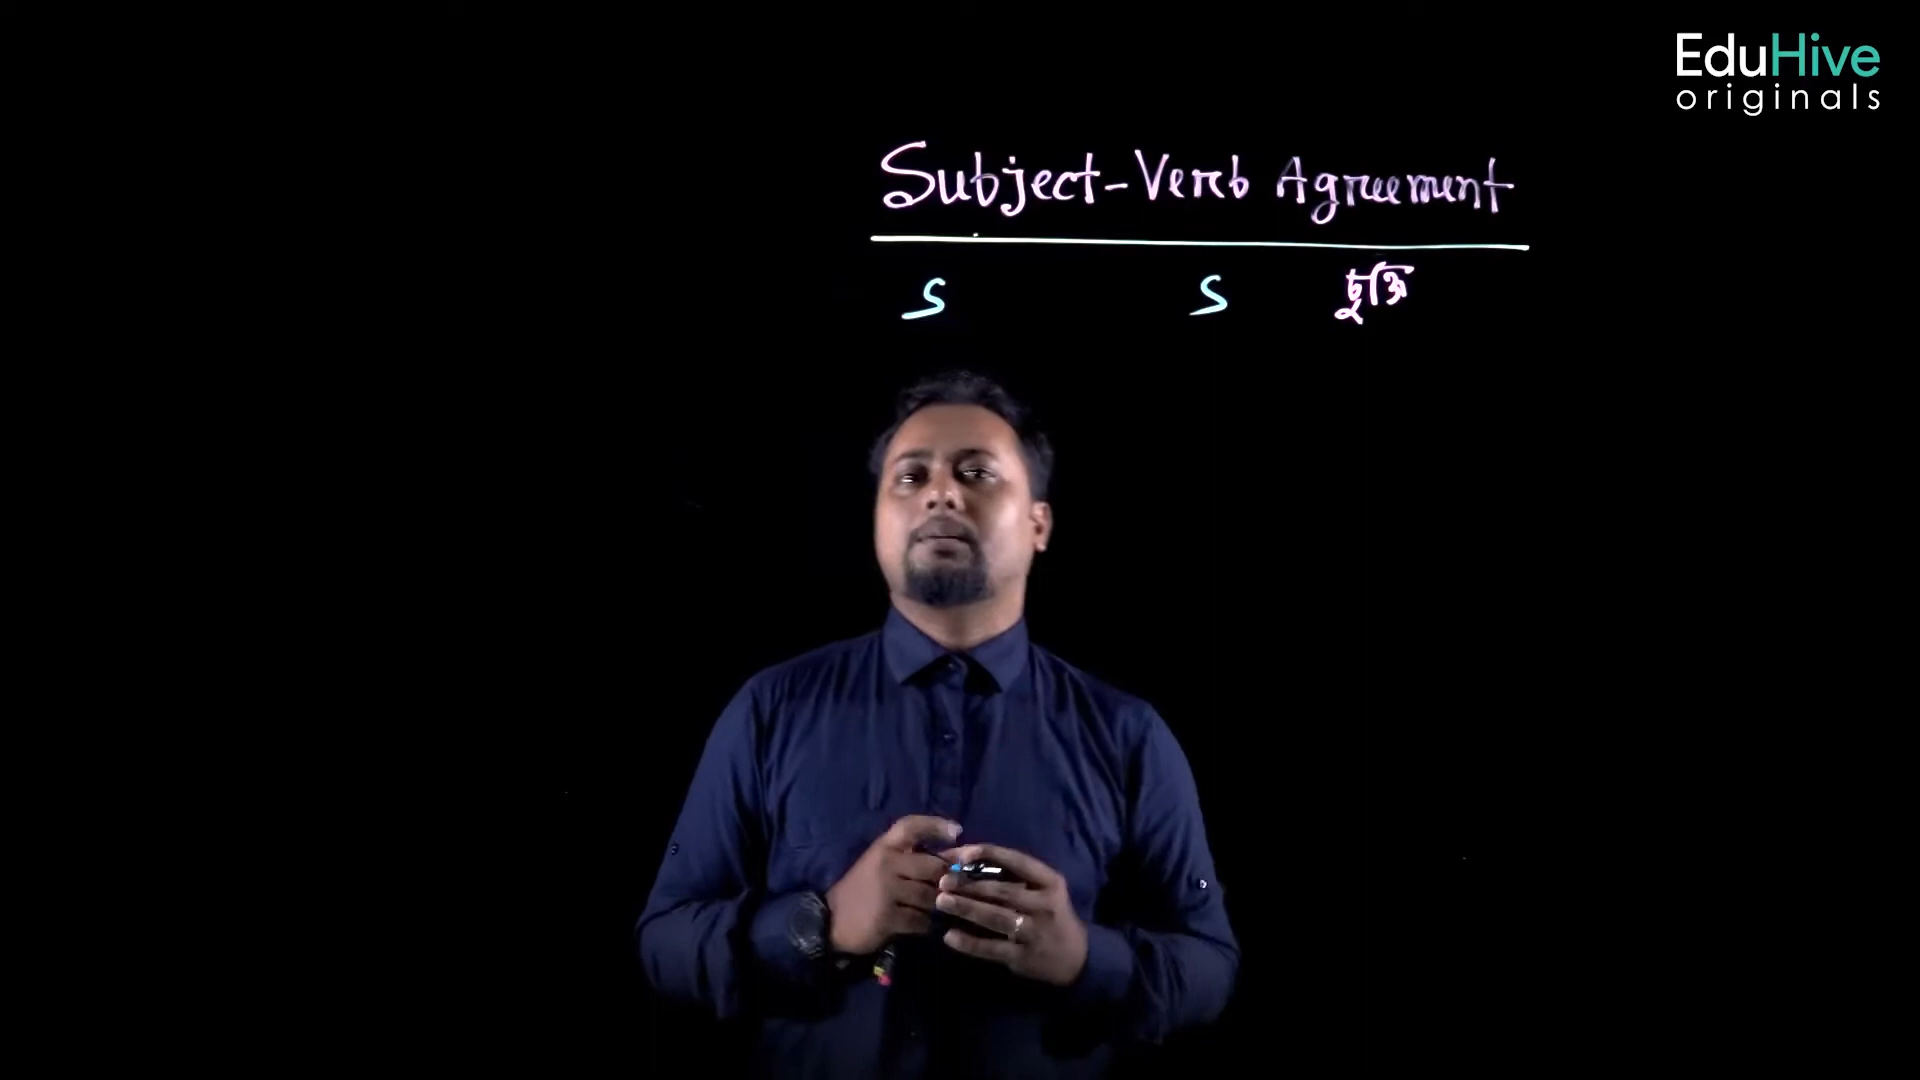 EduHive
originals
Subject-Verb Agreement
S S চুক্তি